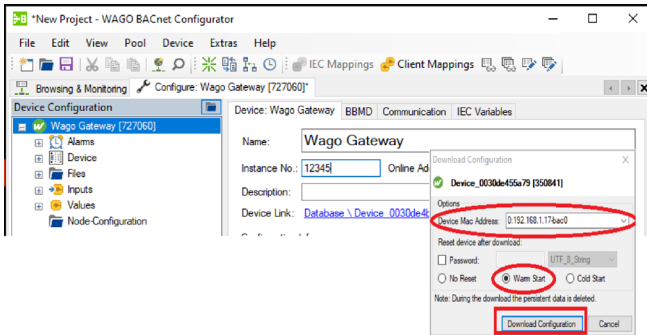 *New Project - WAGO BACnet Configurator
File Edit View Pool Device Extras Help
IEC Mappings Client Mappings
Browsing & Monitoring Configure: Wago Gateway [727060]*
Device Configuration
Wago Gateway [727060]
Alarms
Device
Files
Inputs
Values
Node-Configuration
Device: Wago Gateway BBMD Communication IEC Variables
Name: Wago Gateway
Instance No.: 12345 Online Ad
Description:
Device Link: Database \ Device_0030de4b
Download Configuration
Device_0030de455a79 [350841]
Options
Device Mac Address: 0:192.168.1.17-bac0
Reset device after download:
Password: UTF_8_String
No Reset Warm Start Cold Start
Note: During the download the persistent data is deleted.
Download Configuration Cancel